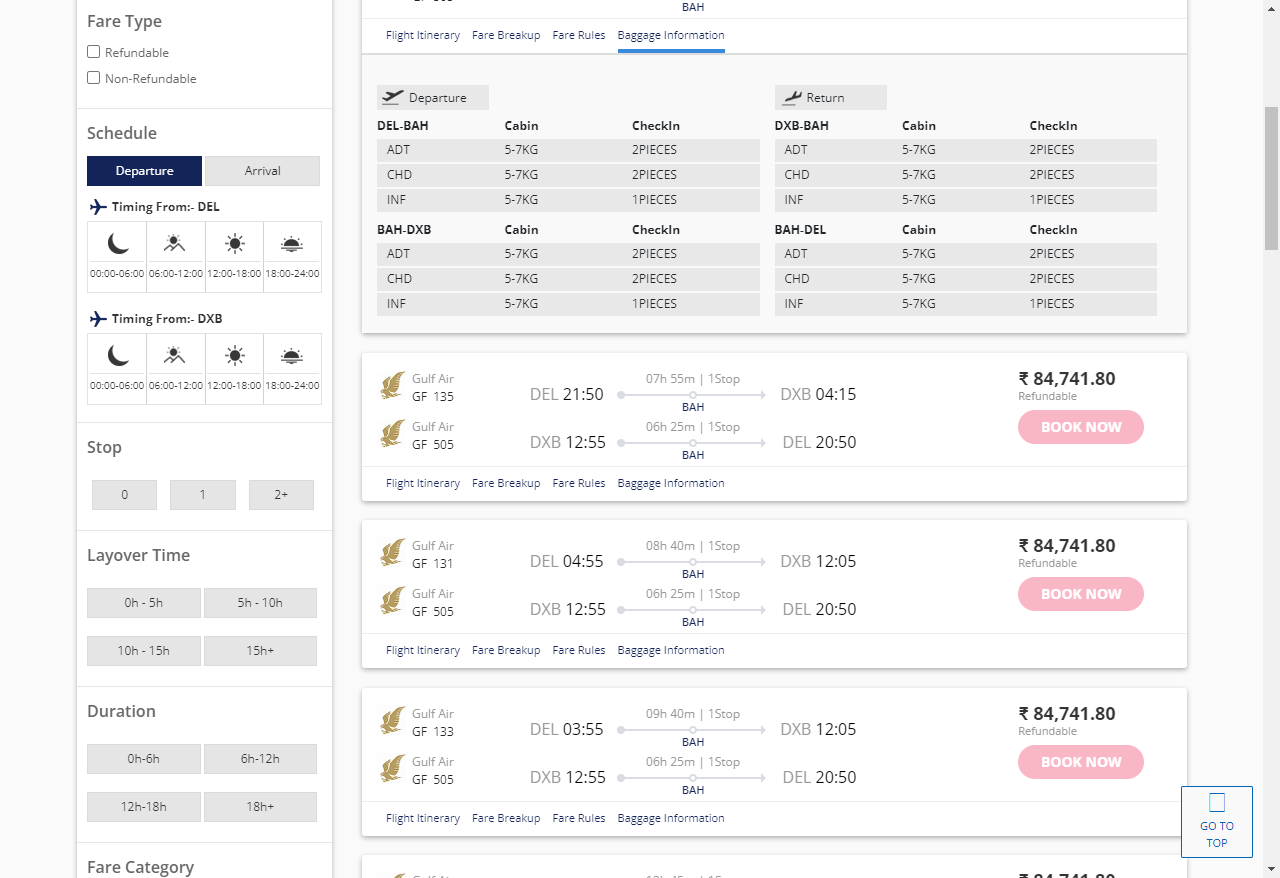 Fare Type
Refundable
Non-Refundable
Schedule
Departure Arrival
Timing From:- DEL
00:00-06:00 06:00-12:00 12:00-18:00 18:00-24:00
Timing From:- DXB
00:00-06:00 06:00-12:00 12:00-18:00 18:00-24:00
Stop
0 1 2+
Layover Time
0h - 5h 5h - 10h
10h - 15h 15h+
Duration
0h-6h 6h-12h
12h-18h 18h+
Fare Category
BAH
Flight Itinerary Fare Breakup Fare Rules Baggage Information
Departure
DEL-BAH Cabin CheckIn
ADT 5-7KG 2PIECES
CHD 5-7KG 2PIECES
INF 5-7KG 1PIECES
BAH-DXB Cabin CheckIn
ADT 5-7KG 2PIECES
CHD 5-7KG 2PIECES
INF 5-7KG 1PIECES
Return
DXB-BAH Cabin CheckIn
ADT 5-7KG 2PIECES
CHD 5-7KG 2PIECES
INF 5-7KG 1PIECES
BAH-DEL Cabin CheckIn
ADT 5-7KG 2PIECES
CHD 5-7KG 2PIECES
INF 5-7KG 1PIECES
Gulf Air
GF 135
DEL 21:50
07h 55m | 1Stop
BAH
DXB 04:15
Gulf Air
GF 505
DXB 12:55
06h 25m | 1Stop
BAH
DEL 20:50
₹ 84,741.80
Refundable
BOOK NOW
Flight Itinerary Fare Breakup Fare Rules Baggage Information
Gulf Air
GF 131
DEL 04:55
08h 40m | 1Stop
BAH
DXB 12:05
Gulf Air
GF 505
DXB 12:55
06h 25m | 1Stop
BAH
DEL 20:50
₹ 84,741.80
Refundable
BOOK NOW
Flight Itinerary Fare Breakup Fare Rules Baggage Information
Gulf Air
GF 133
DEL 03:55
09h 40m | 1Stop
BAH
DXB 12:05
Gulf Air
GF 505
DXB 12:55
06h 25m | 1Stop
BAH
DEL 20:50
₹ 84,741.80
Refundable
BOOK NOW
Flight Itinerary Fare Breakup Fare Rules Baggage Information
GO TO
TOP